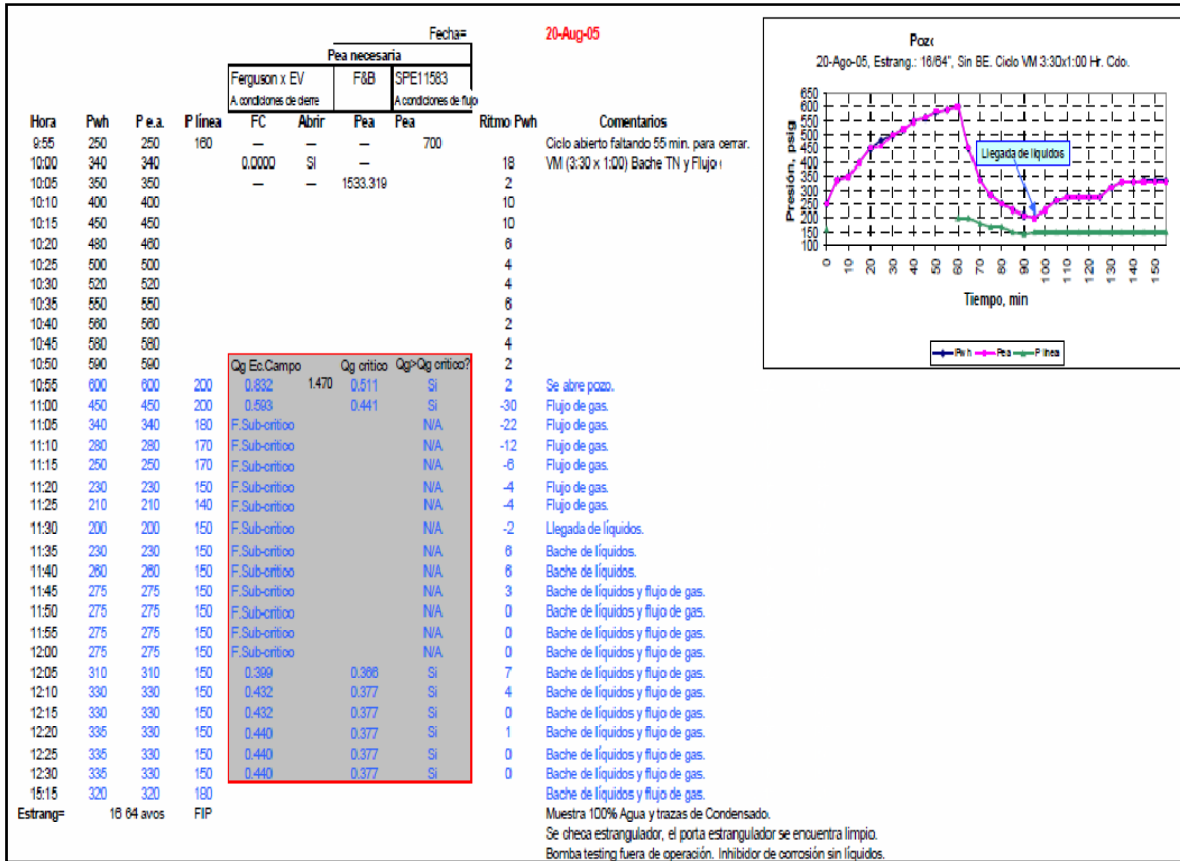 Fecha= 20-Aug-05
Pea necesaria
Ferguson x EV F&B SPE11583
A.condiciones de cierre A condiciones de flujo
Hora Pwh P e.a. P línea FC Abrir Pea Pea Ritmo Pwh Comentarios
9:55 250 250 160 — — — 700 Ciclo abierto faltando 55 min. para cerrar.
10:00 340 340 0.0000 SI — 18 VM (3:30 x 1:00) Bache TN y Flujo
10:05 350 350 — — 1533.319 2
10:10 400 400 10
10:15 450 450 10
10:20 480 460 6
10:25 500 500 4
10:30 520 520 4
10:35 550 550 6
10:40 560 560 2
10:45 580 580 4
10:50 590 590 Qg Ec.Campo Qg critico Qg>Qg critico? 2
10:55 600 600 200 0.832 1.470 0.511 Si 2 Se abre pozo.
11:00 450 450 200 0.593 0.441 Si -30 Flujo de gas.
11:05 340 340 180 F.Sub-critico N/A. -22 Flujo de gas.
11:10 280 280 170 F.Sub-critico N/A. -12 Flujo de gas.
11:15 250 250 170 F.Sub-critico N/A. -6 Flujo de gas.
11:20 230 230 150 F.Sub-critico N/A. -4 Flujo de gas.
11:25 210 210 140 F.Sub-critico N/A. -4 Flujo de gas.
11:30 200 200 150 F.Sub-critico N/A. -2 Llegada de líquidos.
11:35 230 230 150 F.Sub-critico N/A. 6 Bache de líquidos.
11:40 260 260 150 F.Sub-critico N/A. 6 Bache de líquidos.
11:45 275 275 150 F.Sub-critico N/A. 3 Bache de líquidos y flujo de gas.
11:50 275 275 150 F.Sub-critico N/A. 0 Bache de líquidos y flujo de gas.
11:55 275 275 150 F.Sub-critico N/A. 0 Bache de líquidos y flujo de gas.
12:00 275 275 150 F.Sub-critico N/A. 0 Bache de líquidos y flujo de gas.
12:05 310 310 150 0.399 0.366 Si 7 Bache de líquidos y flujo de gas.
12:10 330 330 150 0.432 0.377 Si 4 Bache de líquidos y flujo de gas.
12:15 330 330 150 0.432 0.377 Si 0 Bache de líquidos y flujo de gas.
12:20 335 330 150 0.440 0.377 Si 1 Bache de líquidos y flujo de gas.
12:25 335 330 150 0.440 0.377 Si 0 Bache de líquidos y flujo de gas.
12:30 335 330 150 0.440 0.377 Si 0 Bache de líquidos y flujo de gas.
15:15 320 320 180 Bache de líquidos y flujo de gas.
Estrang= 16 64 avos FIP Muestra 100% Agua y trazas de Condensado.
Se checa estrangulador, el porta estrangulador se encuentra limpio.
Bomba testing fuera de operación. Inhibidor de corrosión sin líquidos.
Pozo
20-Ago-05, Estrang.: 16/64", Sin BE. Ciclo VM 3:30x1:00 Hr. Cdo.
Presión, psig
650
600
550
500
450
400
350
300
250
200
150
100
Llegada de líquidos
0 10 20 30 40 50 60 70 80 90 100 110 120 130 140 150
Tiempo, min
Pwh Pea P línea